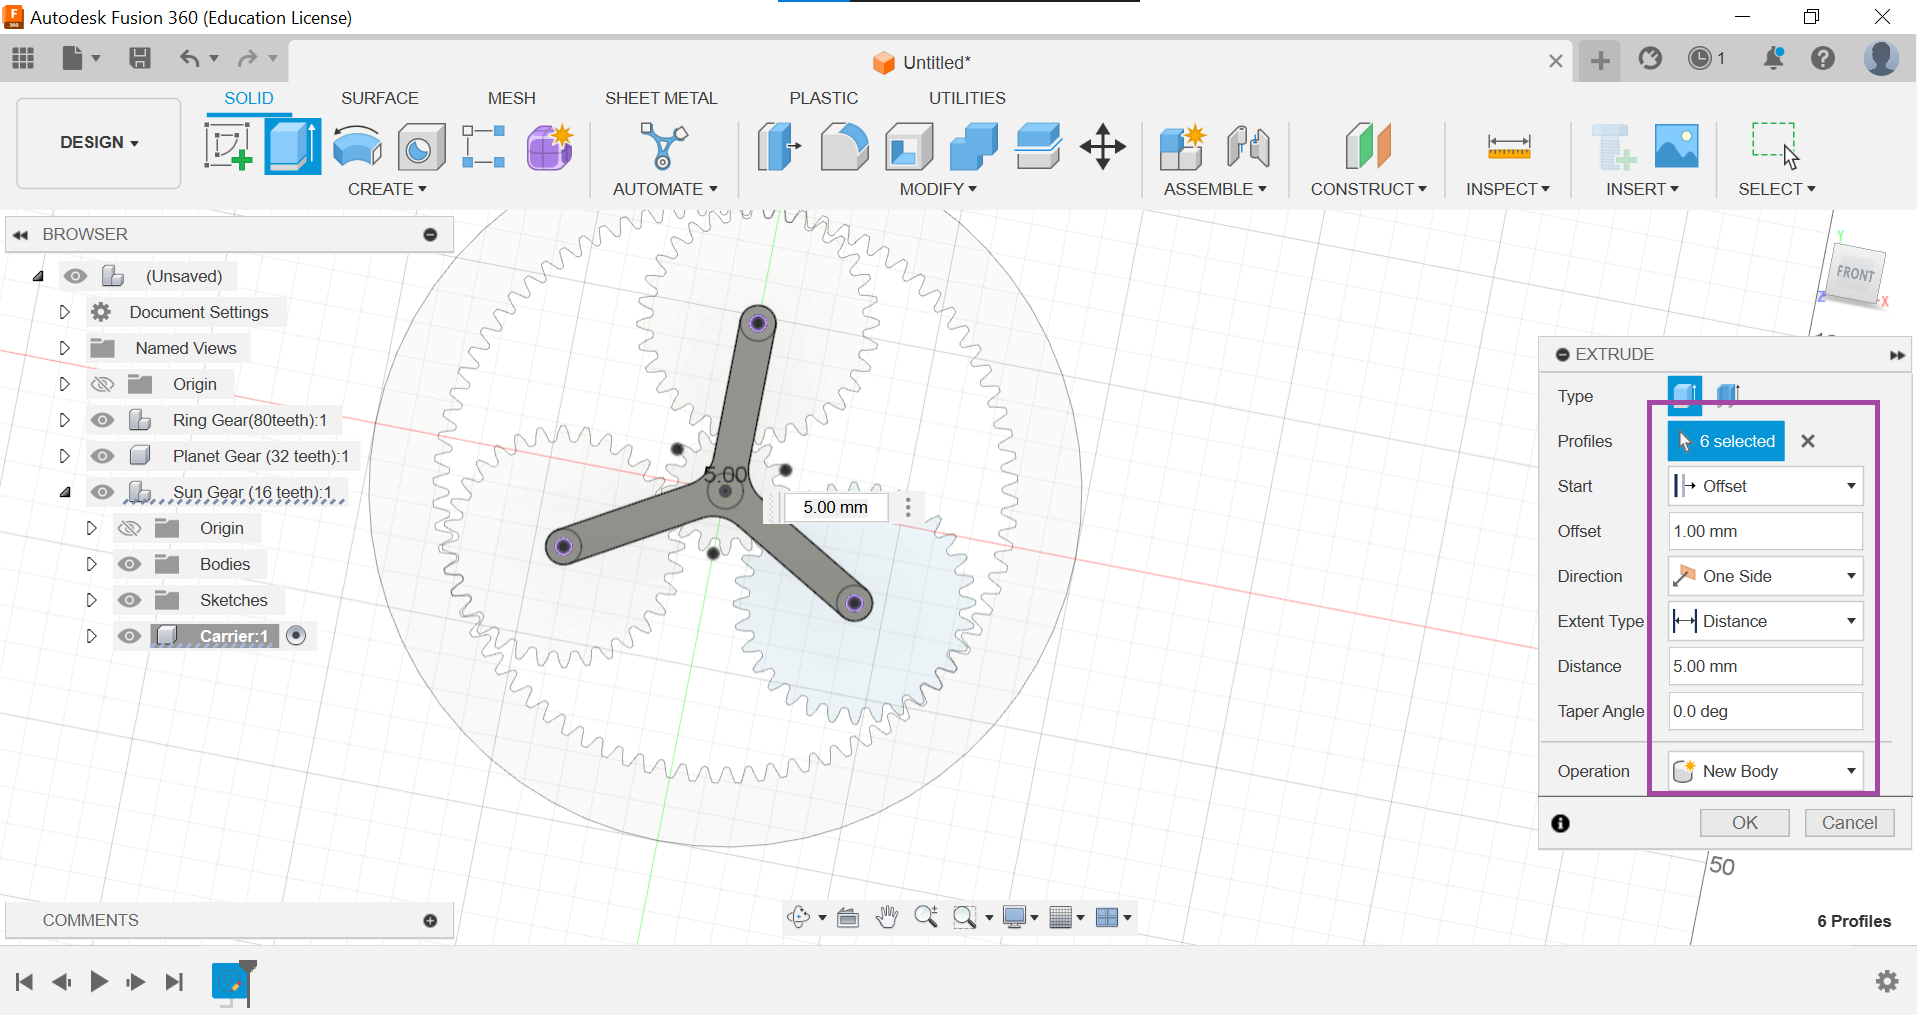 Autodesk Fusion 360 (Education License)
Untitled*
1
SOLID SURFACE MESH SHEET METAL PLASTIC UTILITIES
DESIGN
CREATE AUTOMATE MODIFY ASSEMBLE CONSTRUCT INSPECT INSERT SELECT
BROWSER
(Unsaved)
Document Settings
Named Views
Origin
Ring Gear(80teeth):1
Planet Gear (32 teeth):1
Sun Gear (16 teeth):1
Origin
Bodies
Sketches
Carrier:1
5.00
5.00 mm
Y
FRONT
Z
X
EXTRUDE
Type
Profiles 6 selected
Start Offset
Offset 1.00 mm
Direction One Side
Extent Type Distance
Distance 5.00 mm
Taper Angle 0.0 deg
Operation New Body
OK Cancel
50
COMMENTS
6 Profiles